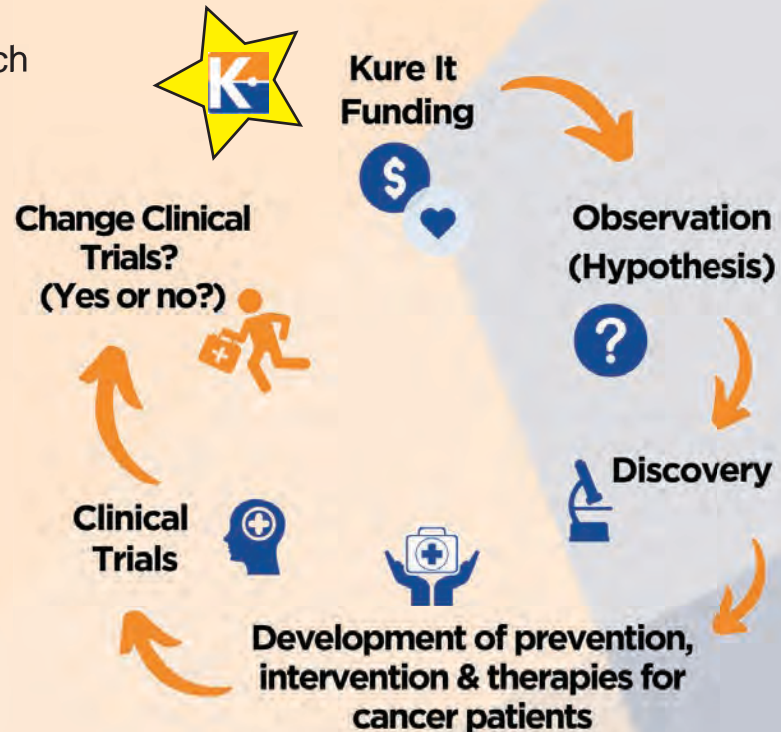 ch
K
Kure It
Funding
$
Observation
(Hypothesis)
?
Discovery
Development of prevention,
intervention & therapies for
cancer patients
Clinical
Trials
Change Clinical
Trials?
(Yes or no?)